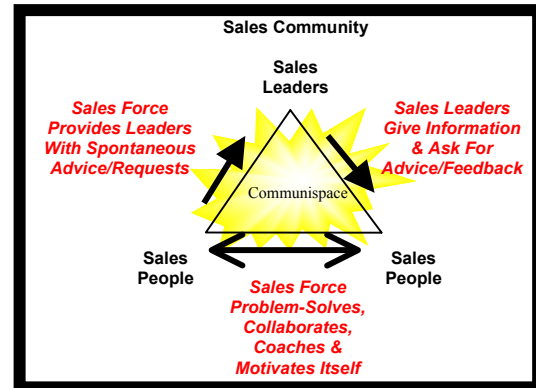 Sales Community
Sales
Leaders
Sales Force
Provides Leaders
With Spontaneous
Advice/Requests
Sales Leaders
Give Information
& Ask For
Advice/Feedback
Communispace
Sales
People
Sales
People
Sales Force
Problem-Solves,
Collaborates,
Coaches &
Motivates Itself